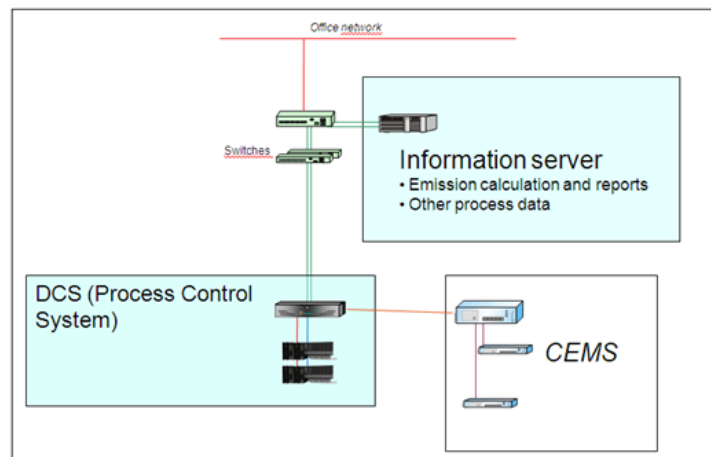 Office network
Switches
Information server
• Emission calculation and reports
• Other process data
DCS (Process Control
System)
CEMS